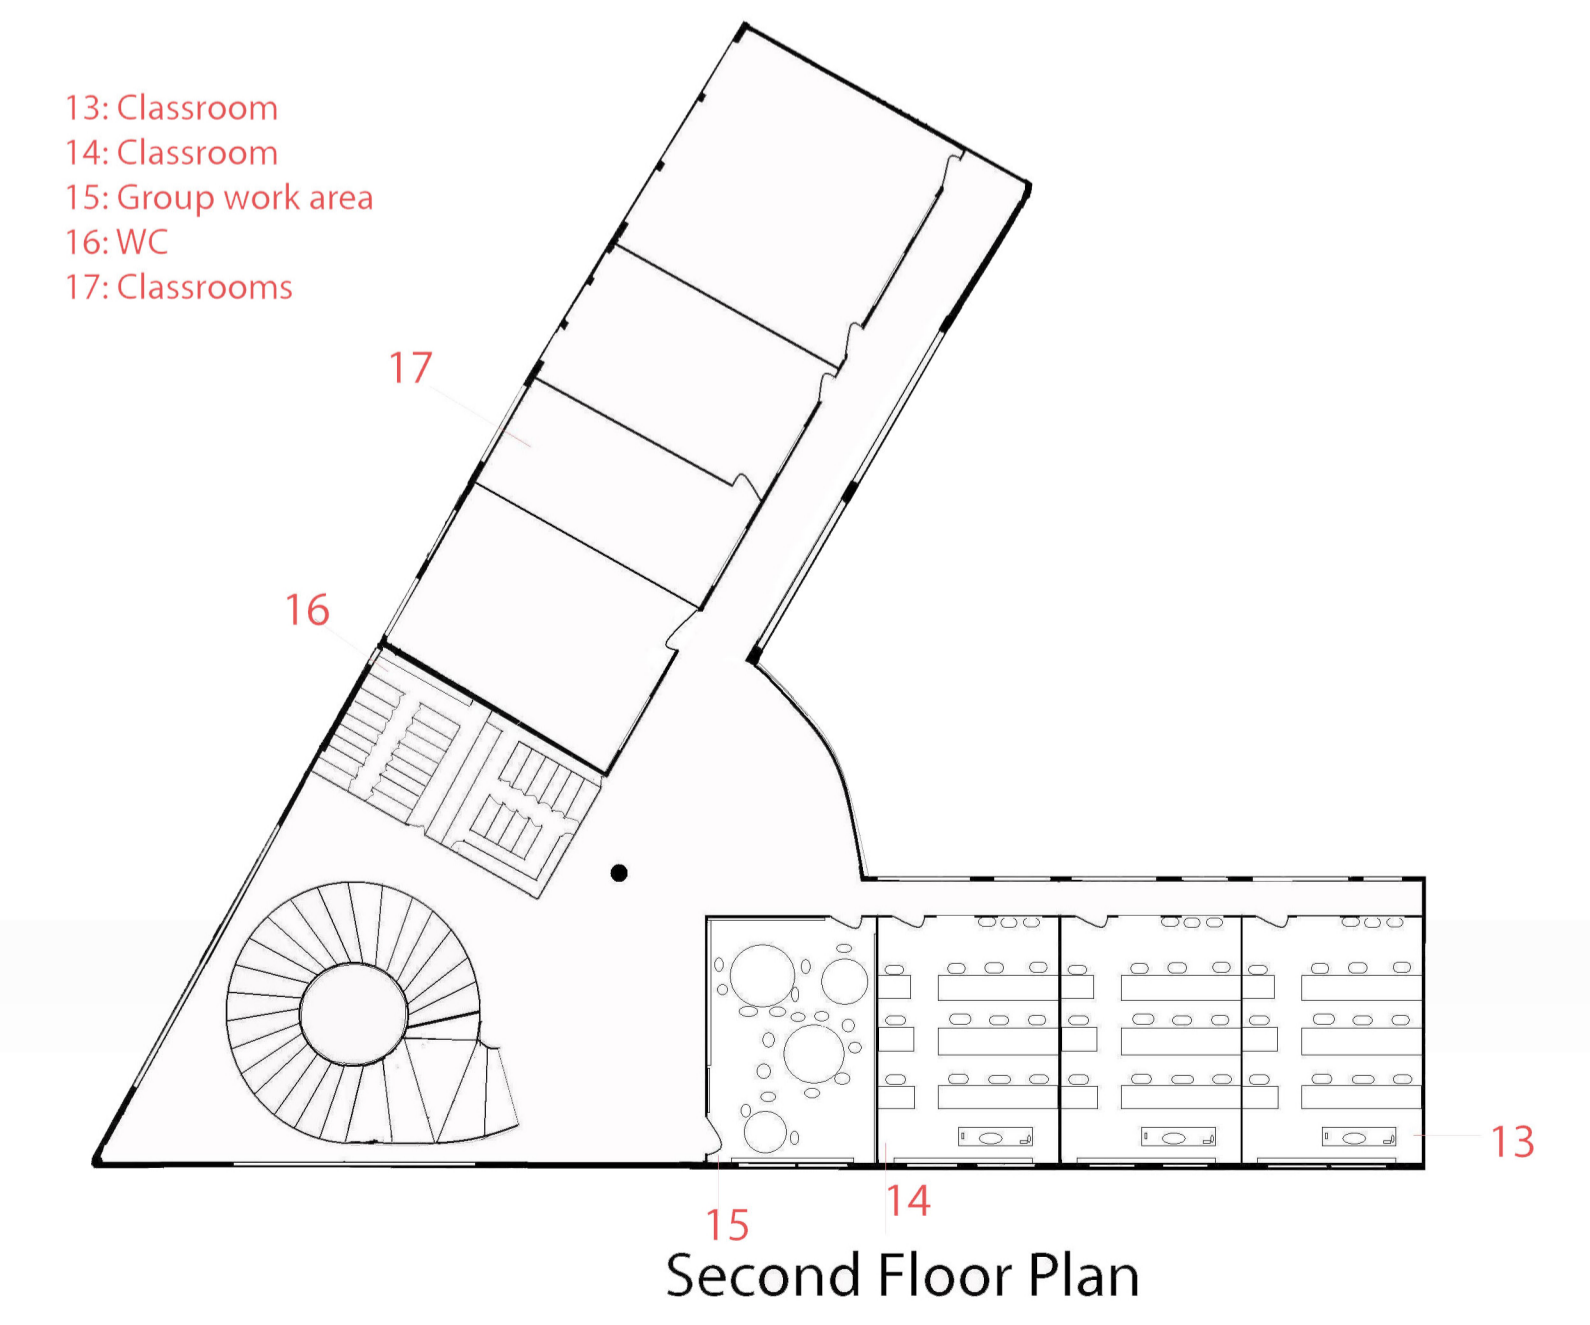 13: Classroom
14: Classroom
15: Group work area
16: WC
17: Classrooms
17
16
13
14
15
Second Floor Plan